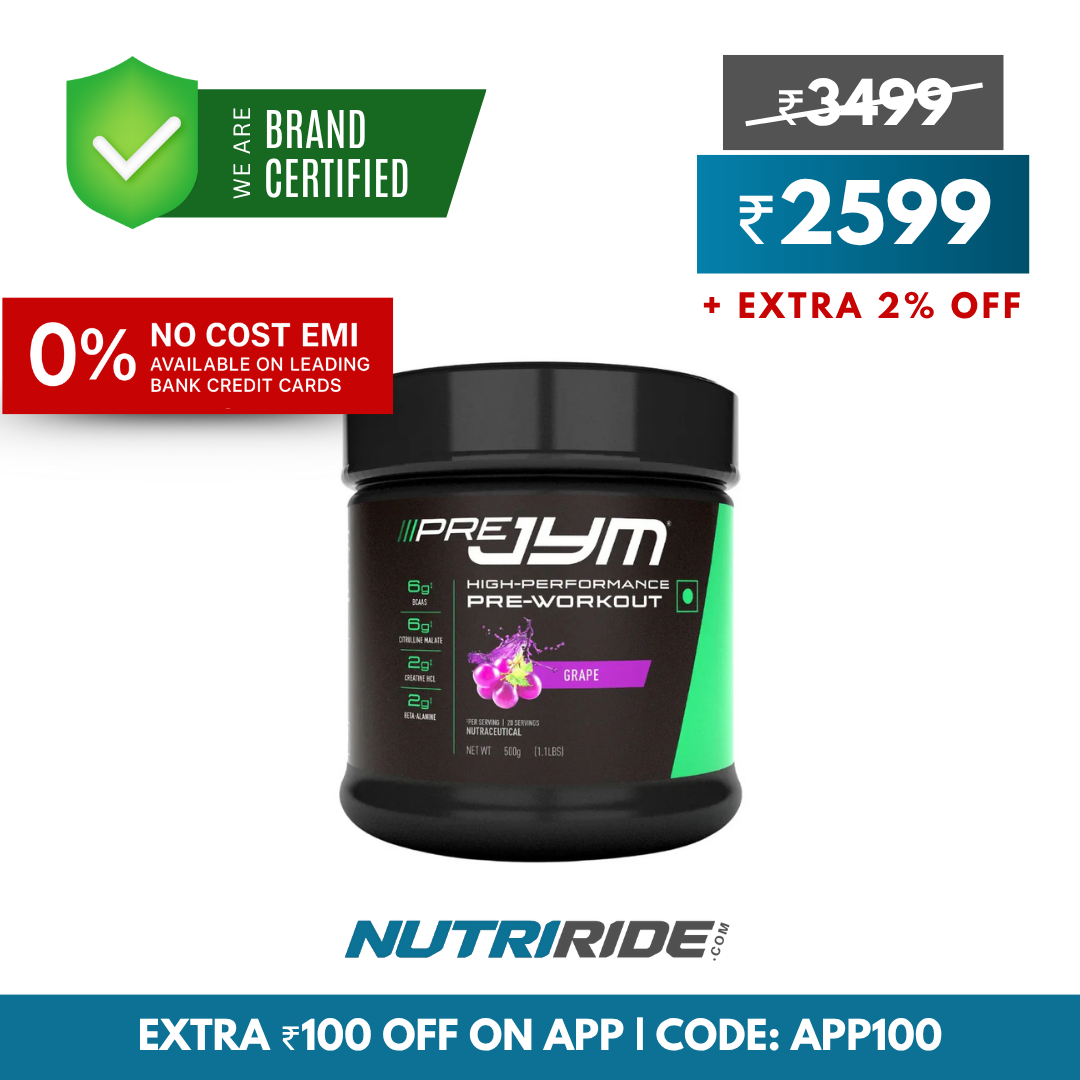 WE ARE
BRAND
CERTIFIED
₹3499
₹2599
+ EXTRA 2% OFF
0%
NO COST EMI
AVAILABLE ON LEADING
BANK CREDIT CARDS
///PRE JYM®
HIGH-PERFORMANCE
PRE-WORKOUT
6g‡
BCAAS
6g‡
CITRULLINE MALATE
2g‡
CREATINE HCL
2g‡
BETA-ALANINE
GRAPE
‡PER SERVING | 20 SERVINGS
NUTRACEUTICAL
NET WT 500g (1.1LBS)
NUTRIRIDE.COM
EXTRA ₹100 OFF ON APP | CODE: APP100